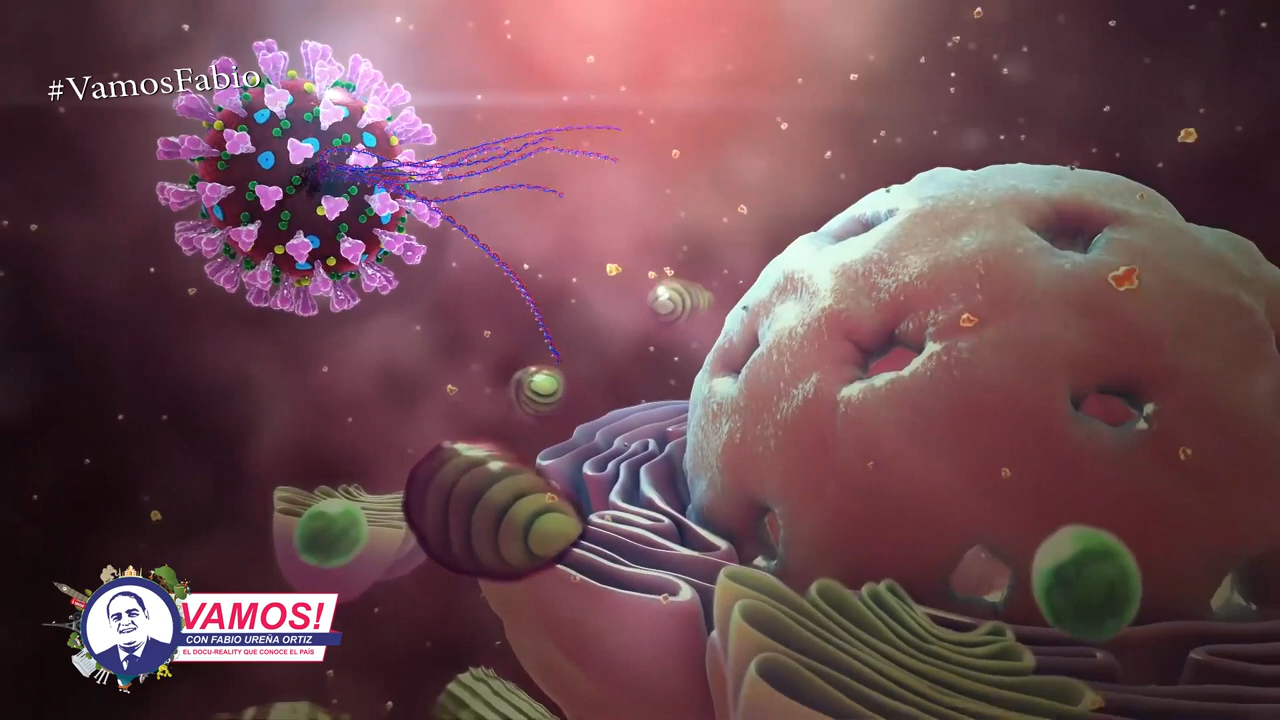 #VamosFabio
VAMOS!
CON FABIO UREÑA ORTIZ
EL DOCU-REALITY QUE CONOCE EL PAÍS